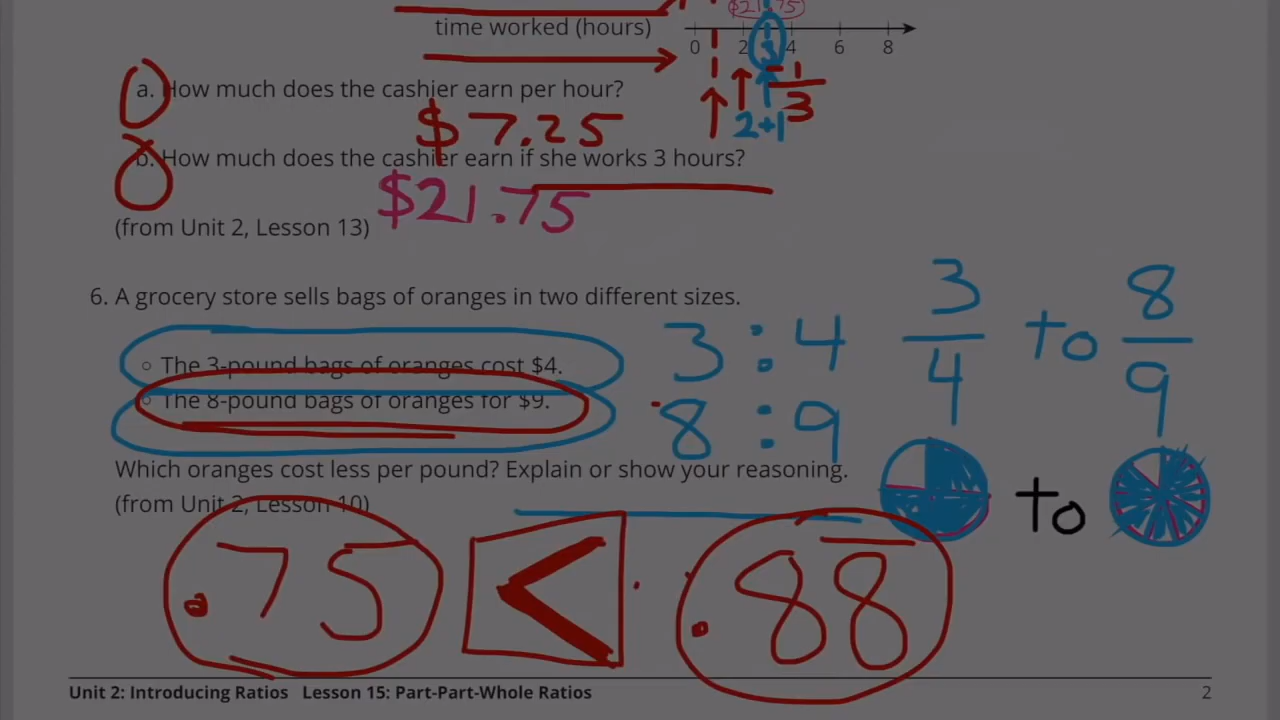 $21.75
time worked (hours)
0 2 3 4 6 8
1
3
2+1
a. How much does the cashier earn per hour?
$7.25
b. How much does the cashier earn if she works 3 hours?
$21.75
(from Unit 2, Lesson 13)
6. A grocery store sells bags of oranges in two different sizes.
The 3-pound bags of oranges cost $4.
The 8-pound bags of oranges for $9.
3 : 4
8 : 9
3
4
to
8
9
Which oranges cost less per pound? Explain or show your reasoning.
(from Unit 2, Lesson 10)
to
.75 < .88
Unit 2: Introducing Ratios Lesson 15: Part-Part-Whole Ratios 2